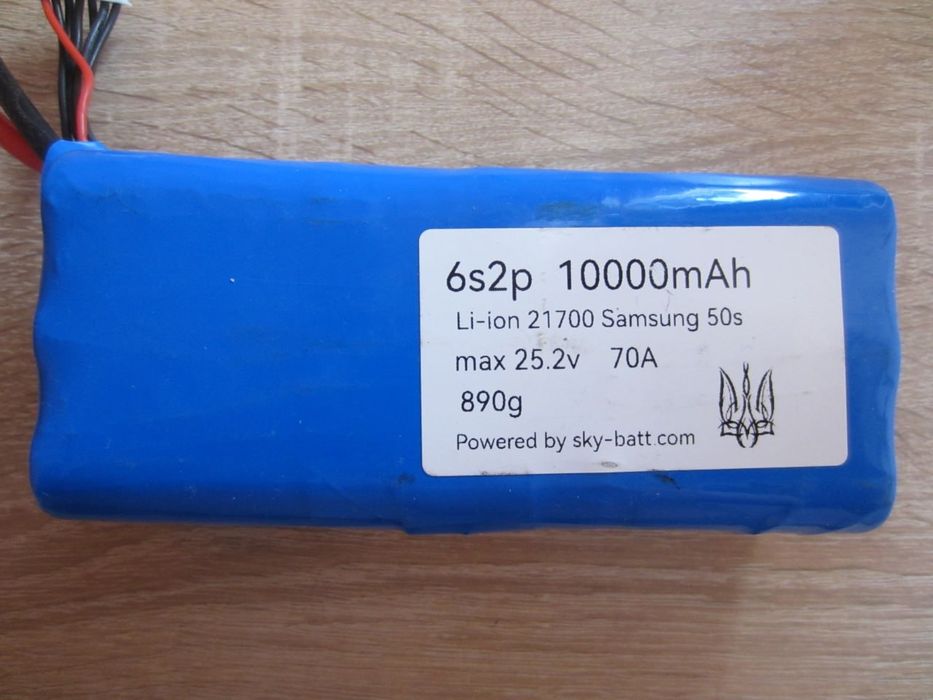 6s2p 10000mAh
Li-ion 21700 Samsung 50s
max 25.2v 70A
890g
Powered by sky-batt.com